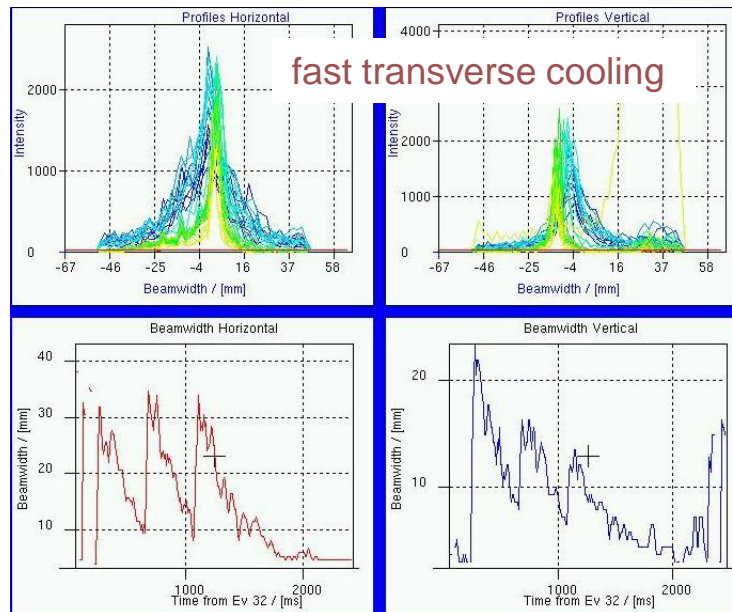 Profiles Horizontal
2000
1000
0
Intensity
-67 -46 -25 -4 16 37 58
Beamwidth / [mm]
Profiles Vertical
fast transverse cooling
4000
2000
0
Intensity
-67 -46 -25 -4 16 37 58
Beamwidth / [mm]
Beamwidth Horizontal
40
30
20
10
Beamwidth / [mm]
1000 2000
Time from Ev 32 / [ms]
Beamwidth Vertical
20
10
Beamwidth / [mm]
1000 2000
Time from Ev 32 / [ms]